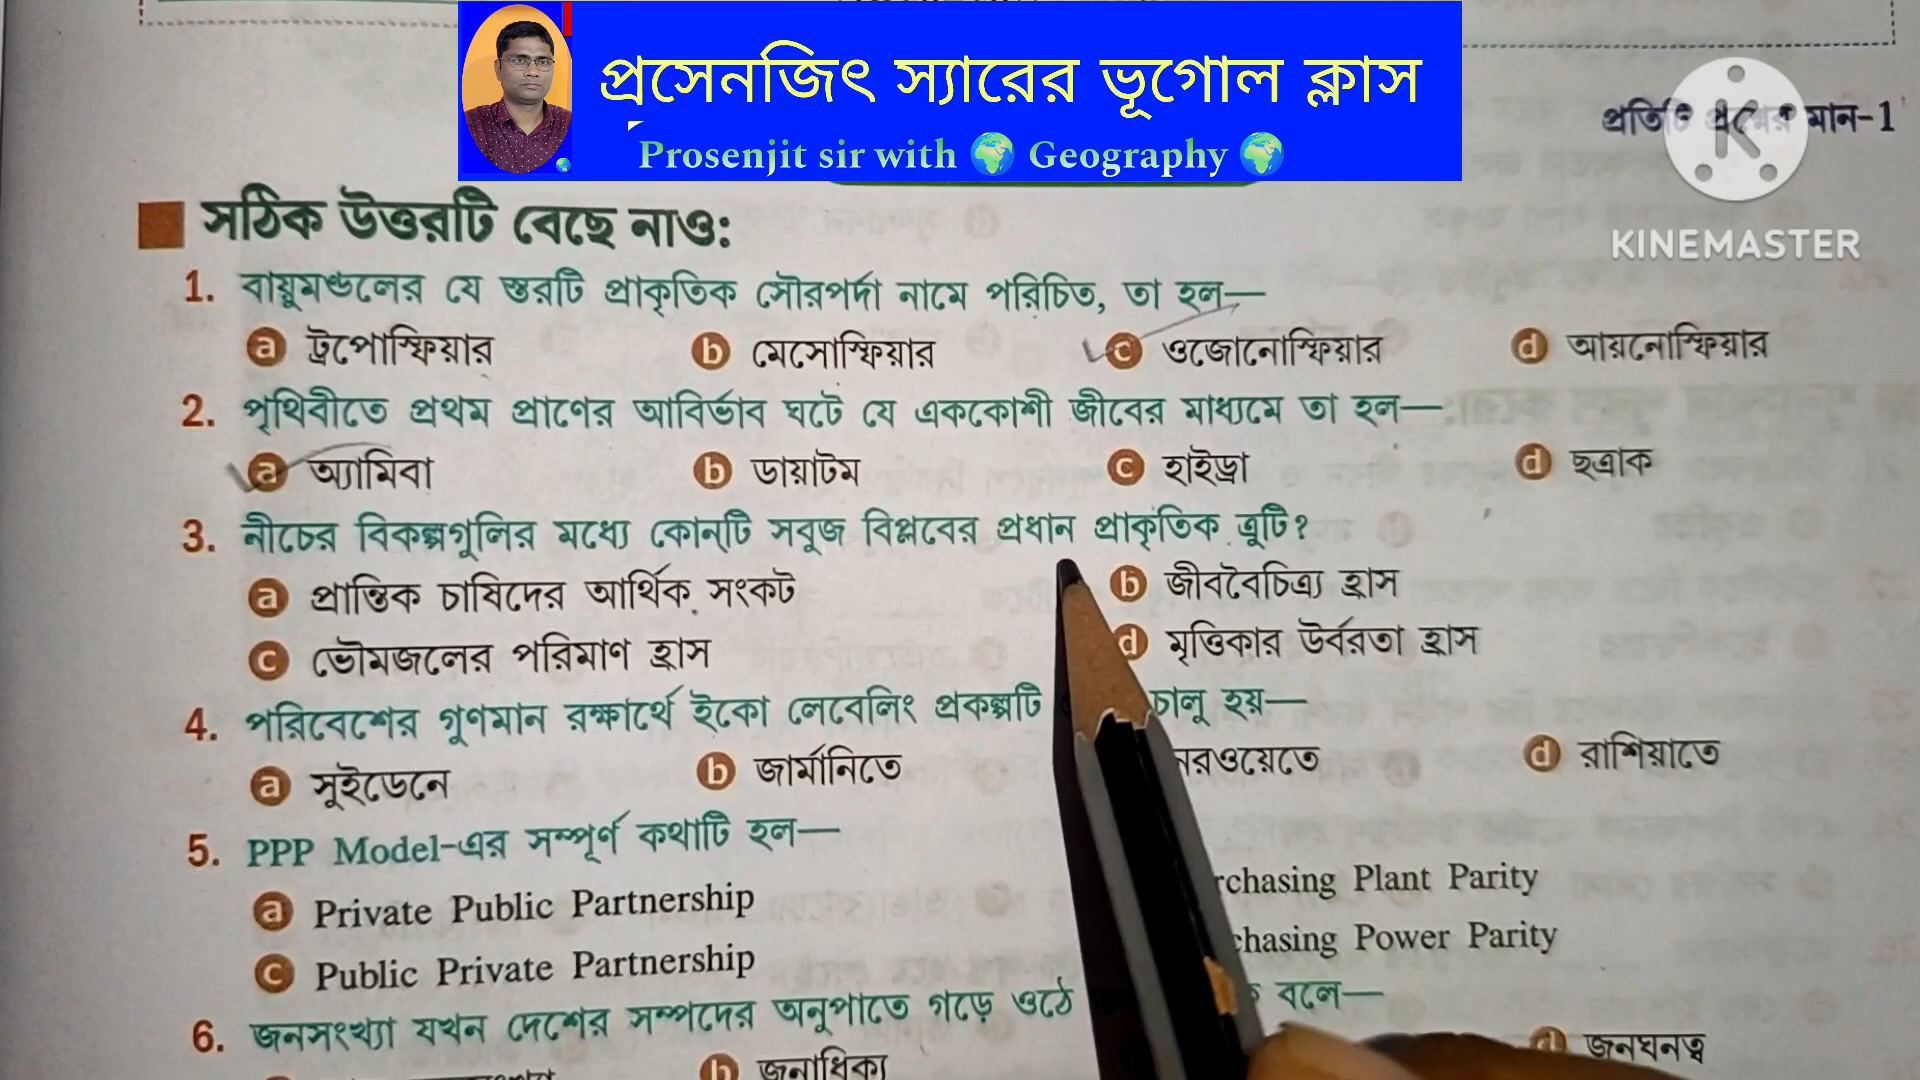 প্রসেনজিৎ স্যারের ভূগোল ক্লাস
Prosenjit sir with Geography
মান-1
KINEMASTER
সঠিক উত্তরটি বেছে নাও:
1. বায়ুমণ্ডলের যে স্তরটি প্রাকৃতিক সৌরপর্দা নামে পরিচিত, তা হল—
a ট্রপোস্ফিয়ার b মেসোস্ফিয়ার c ওজোনোস্ফিয়ার d আয়নোস্ফিয়ার
2. পৃথিবীতে প্রথম প্রাণের আবির্ভাব ঘটে যে এককোশী জীবের মাধ্যমে তা হল—
a অ্যামিবা b ডায়াটম c হাইড্রা d ছত্রাক
3. নীচের বিকল্পগুলির মধ্যে কোন্‌টি সবুজ বিপ্লবের প্রধান প্রাকৃতিক ত্রুটি?
a প্রান্তিক চাষিদের আর্থিক সংকট b জীববৈচিত্র্য হ্রাস
c ভৌমজলের পরিমাণ হ্রাস d মৃত্তিকার উর্বরতা হ্রাস
4. পরিবেশের গুণমান রক্ষার্থে ইকো লেবেলিং প্রকল্পটি চালু হয়—
a সুইডেনে b জার্মানিতে নরওয়েতে d রাশিয়াতে
5. PPP Model-এর সম্পূর্ণ কথাটি হল—
a Private Public Partnership rchasing Plant Parity
c Public Private Partnership chasing Power Parity
6. জনসংখ্যা যখন দেশের সম্পদের অনুপাতে গড়ে ওঠে বলে—
b জনাধিক্য d জনঘনত্ব